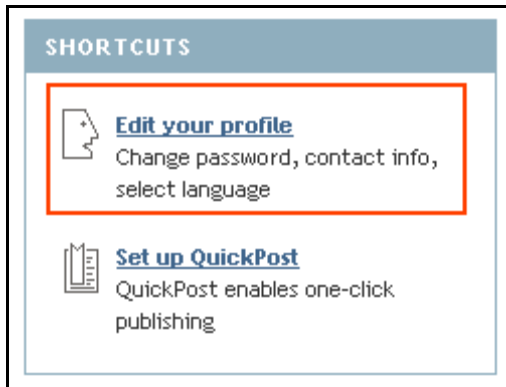 SHORTCUTS
Edit your profile
Change password, contact info,
select language
Set up QuickPost
QuickPost enables one-click
publishing